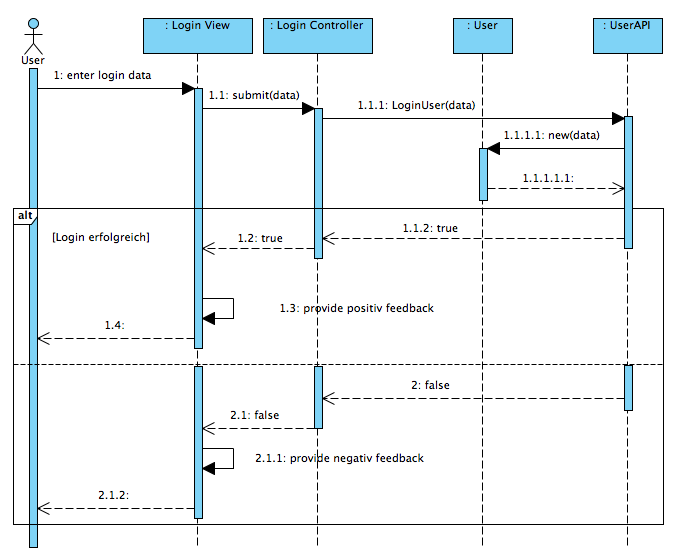 : Login View
: Login Controller
: User
: UserAPI
User
1: enter login data
1.1: submit(data)
1.1.1: LoginUser(data)
1.1.1.1: new(data)
1.1.1.1.1:
alt
[Login erfolgreich]
1.1.2: true
1.2: true
1.3: provide positiv feedback
1.4:
2: false
2.1: false
2.1.1: provide negativ feedback
2.1.2: